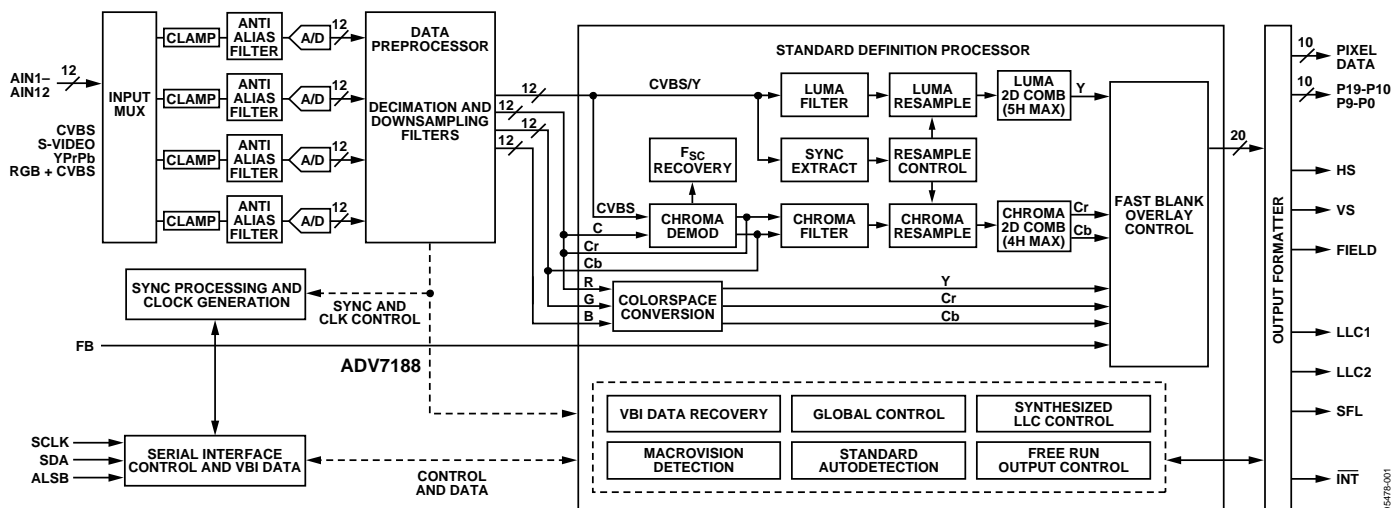 AIN1–
AIN12
12
CVBS
S-VIDEO
YPrPb
RGB + CVBS
INPUT
MUX
CLAMP
ANTI
ALIAS
FILTER
A/D
12
CLAMP
ANTI
ALIAS
FILTER
A/D
12
CLAMP
ANTI
ALIAS
FILTER
A/D
12
CLAMP
ANTI
ALIAS
FILTER
A/D
12
DATA
PREPROCESSOR
DECIMATION AND
DOWNSAMPLING
FILTERS
12
12
12
12
STANDARD DEFINITION PROCESSOR
CVBS/Y
LUMA
FILTER
LUMA
RESAMPLE
LUMA
2D COMB
(5H MAX)
Y
FSC
RECOVERY
SYNC
EXTRACT
RESAMPLE
CONTROL
CVBS
C
Cr
Cb
CHROMA
DEMOD
CHROMA
FILTER
CHROMA
RESAMPLE
CHROMA
2D COMB
(4H MAX)
Cr
Cb
R
G
B
COLORSPACE
CONVERSION
Y
Cr
Cb
FAST BLANK
OVERLAY
CONTROL
20
OUTPUT FORMATTER
10
PIXEL
DATA
10
P19-P10
P9-P0
HS
VS
FIELD
LLC1
LLC2
SFL
INT
SYNC PROCESSING AND
CLOCK GENERATION
SYNC AND
CLK CONTROL
FB
ADV7188
SCLK
SDA
ALSB
SERIAL INTERFACE
CONTROL AND VBI DATA
CONTROL
AND DATA
VBI DATA RECOVERY
GLOBAL CONTROL
SYNTHESIZED
LLC CONTROL
MACROVISION
DETECTION
STANDARD
AUTODETECTION
FREE RUN
OUTPUT CONTROL
05478-001